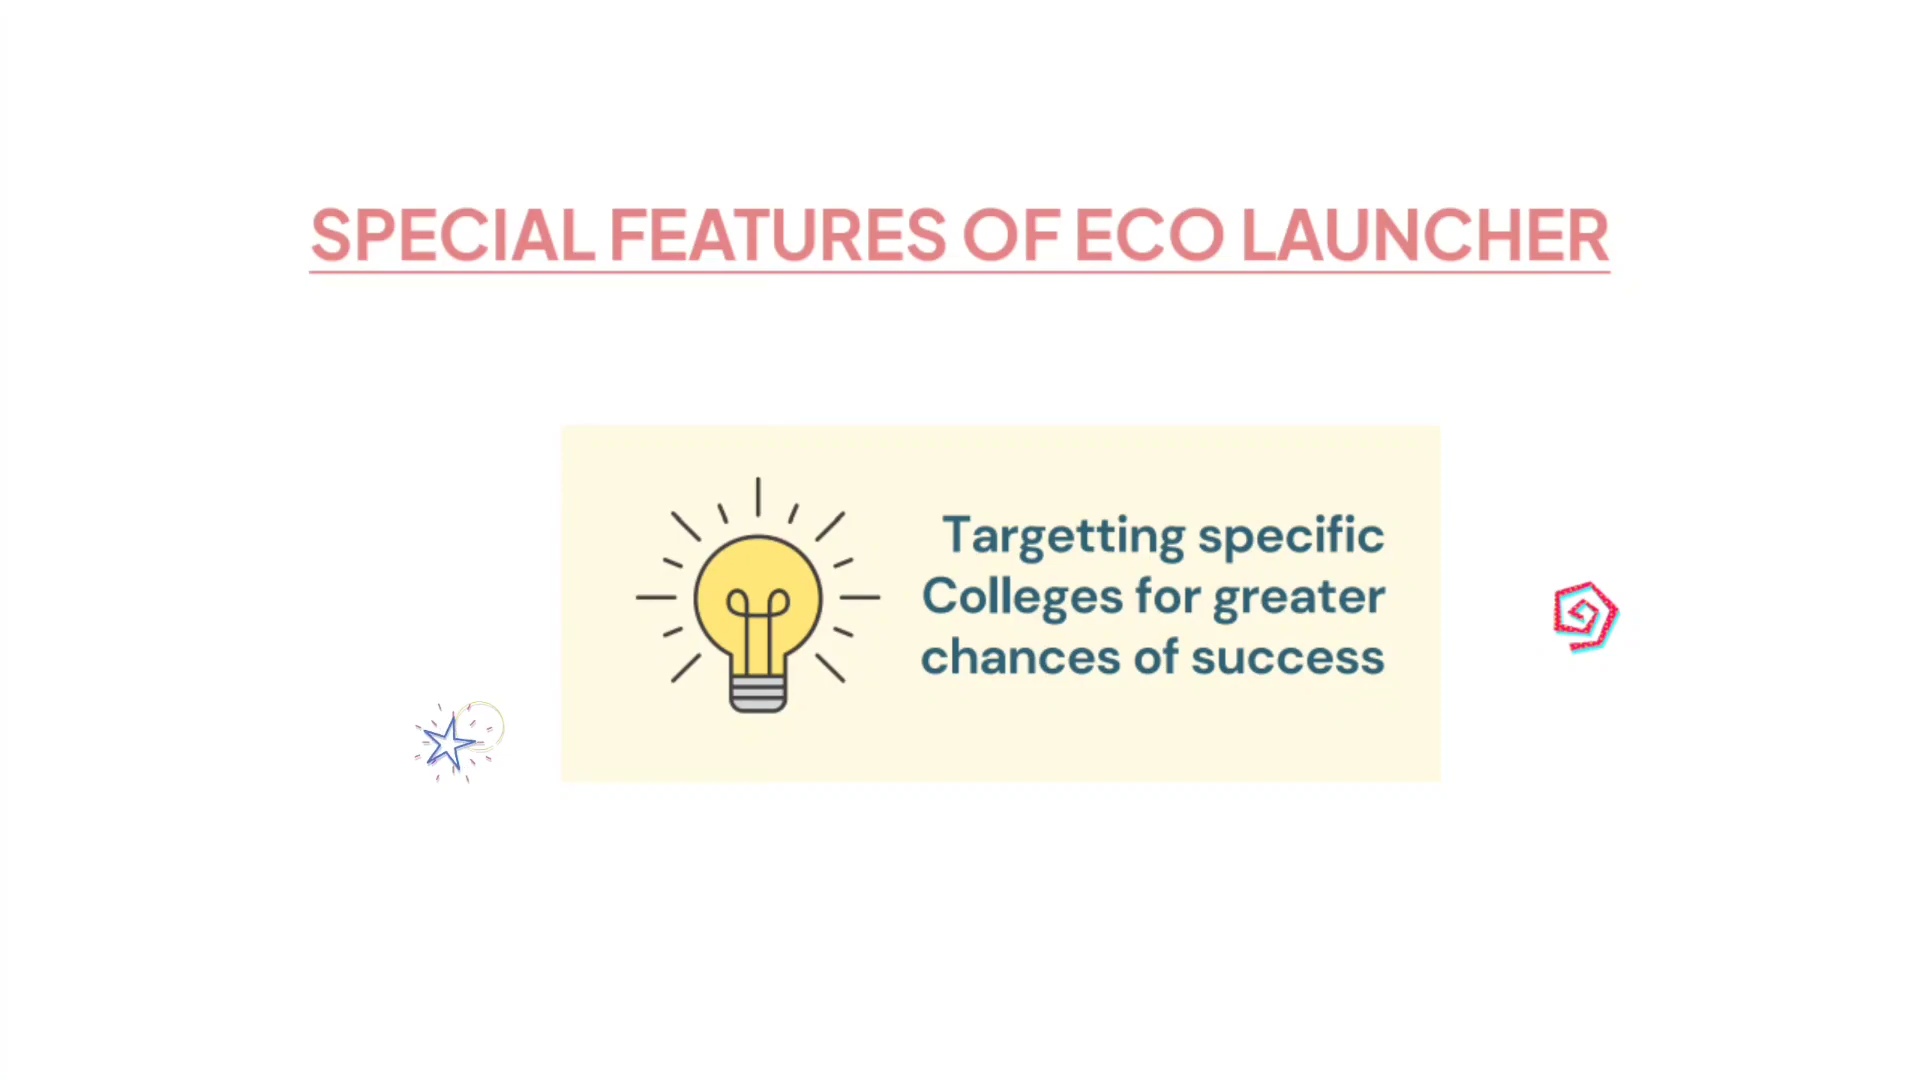 SPECIAL FEATURES OF ECO LAUNCHER
Targetting specific
Colleges for greater
chances of success